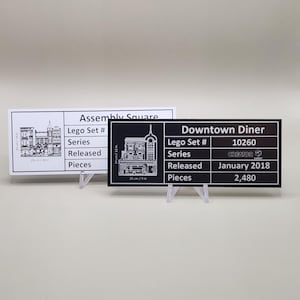 Assembly Square
Lego Set #
Series
Released
Pieces
Downtown Diner
Lego Set # 10260
Series
Released January 2018
Pieces 2,480